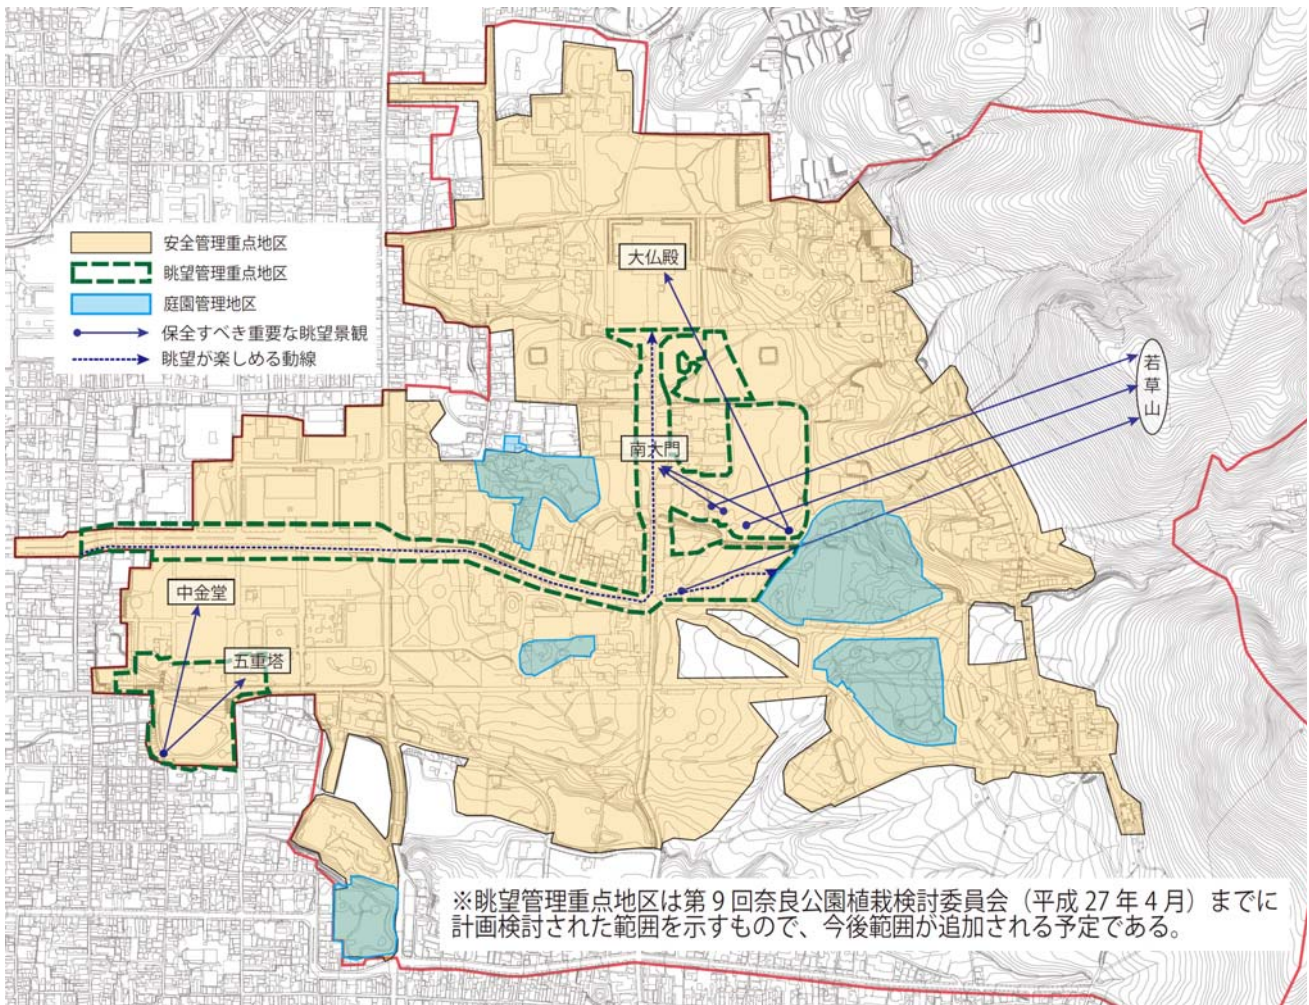 安全管理重点地区
眺望管理重点地区
庭園管理地区
保全すべき重要な眺望景観
眺望が楽しめる動線
大仏殿
若草山
南大門
中金堂
五重塔
※眺望管理重点地区は第9回奈良公園植栽検討委員会（平成27年4月）までに
計画検討された範囲を示すもので、今後範囲が追加される予定である。